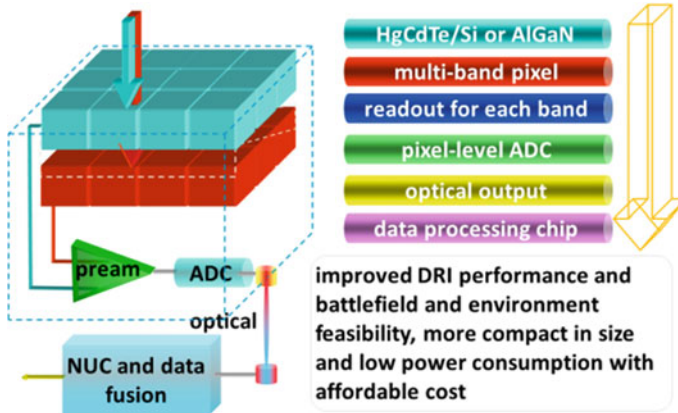 HgCdTe/Si or AlGaN
multi-band pixel
readout for each band
pixel-level ADC
optical output
data processing chip
pream
ADC
optical
NUC and data
fusion
improved DRI performance and
battlefield and environment
feasibility, more compact in size
and low power consumption with
affordable cost